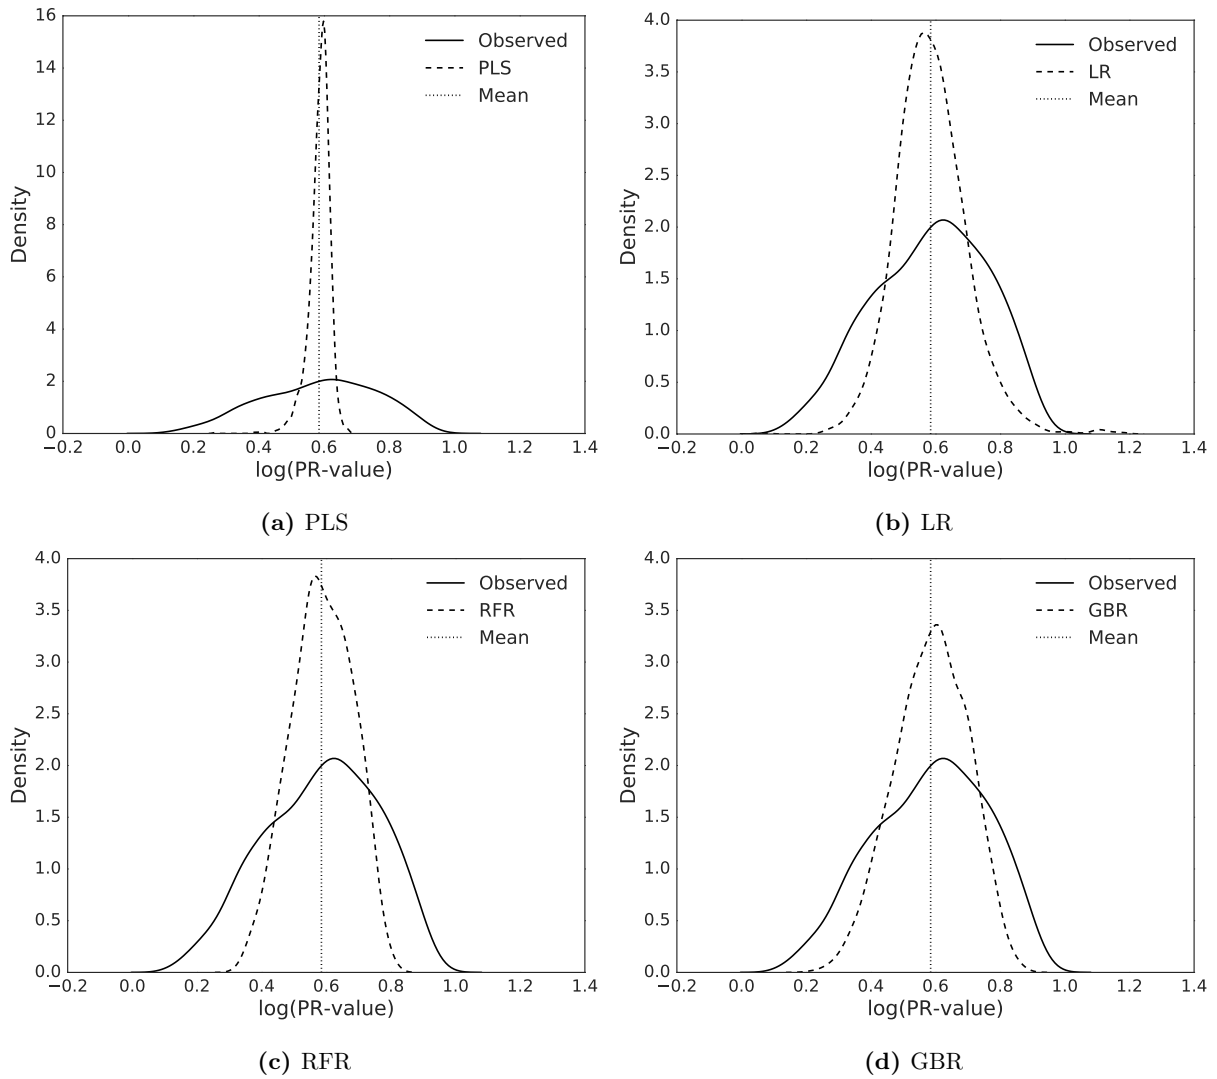 16
14
12
10
8
6
4
2
0
Density
Observed
PLS
Mean
−0.2 0.0 0.2 0.4 0.6 0.8 1.0 1.2 1.4
log(PR-value)
(a) PLS
4.0
3.5
3.0
2.5
2.0
1.5
1.0
0.5
0.0
Density
Observed
LR
Mean
−0.2 0.0 0.2 0.4 0.6 0.8 1.0 1.2 1.4
log(PR-value)
(b) LR
4.0
3.5
3.0
2.5
2.0
1.5
1.0
0.5
0.0
Density
Observed
RFR
Mean
−0.2 0.0 0.2 0.4 0.6 0.8 1.0 1.2 1.4
log(PR-value)
(c) RFR
4.0
3.5
3.0
2.5
2.0
1.5
1.0
0.5
0.0
Density
Observed
GBR
Mean
−0.2 0.0 0.2 0.4 0.6 0.8 1.0 1.2 1.4
log(PR-value)
(d) GBR